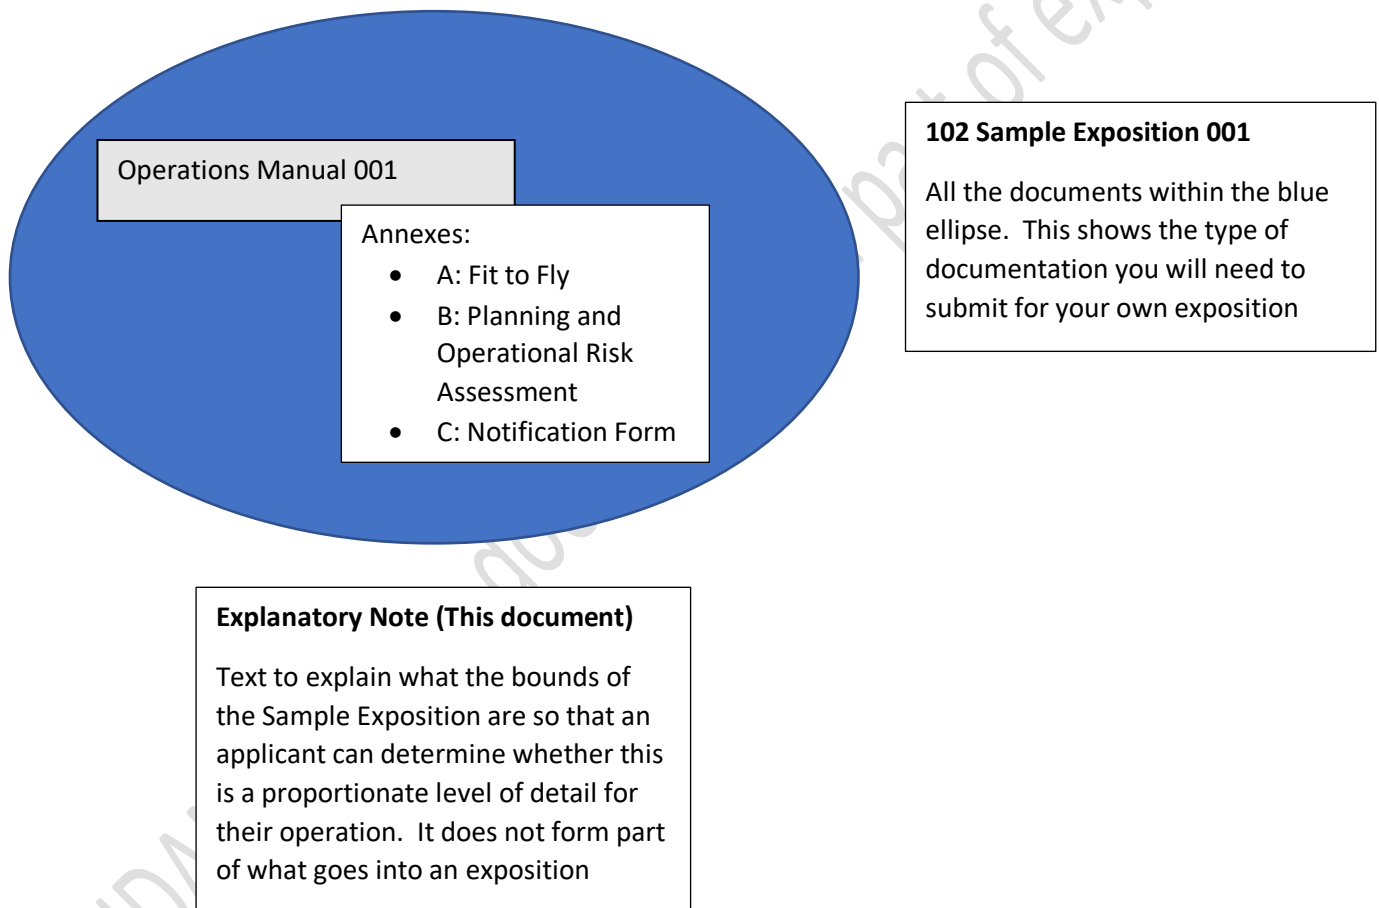 Operations Manual 001
Annexes:
• A: Fit to Fly
• B: Planning and
Operational Risk
Assessment
• C: Notification Form
102 Sample Exposition 001
All the documents within the blue
ellipse. This shows the type of
documentation you will need to
submit for your own exposition
Explanatory Note (This document)
Text to explain what the bounds of
the Sample Exposition are so that an
applicant can determine whether this
is a proportionate level of detail for
their operation. It does not form part
of what goes into an exposition